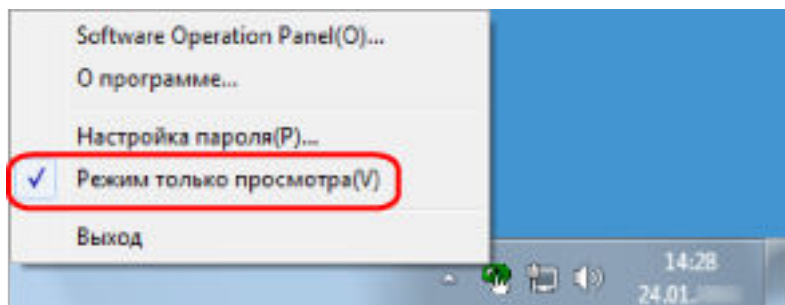 Software Operation Panel(O)...
О программе...
Настройка пароля(P)...
Режим только просмотра(V)
Выход
14:28
24.01.